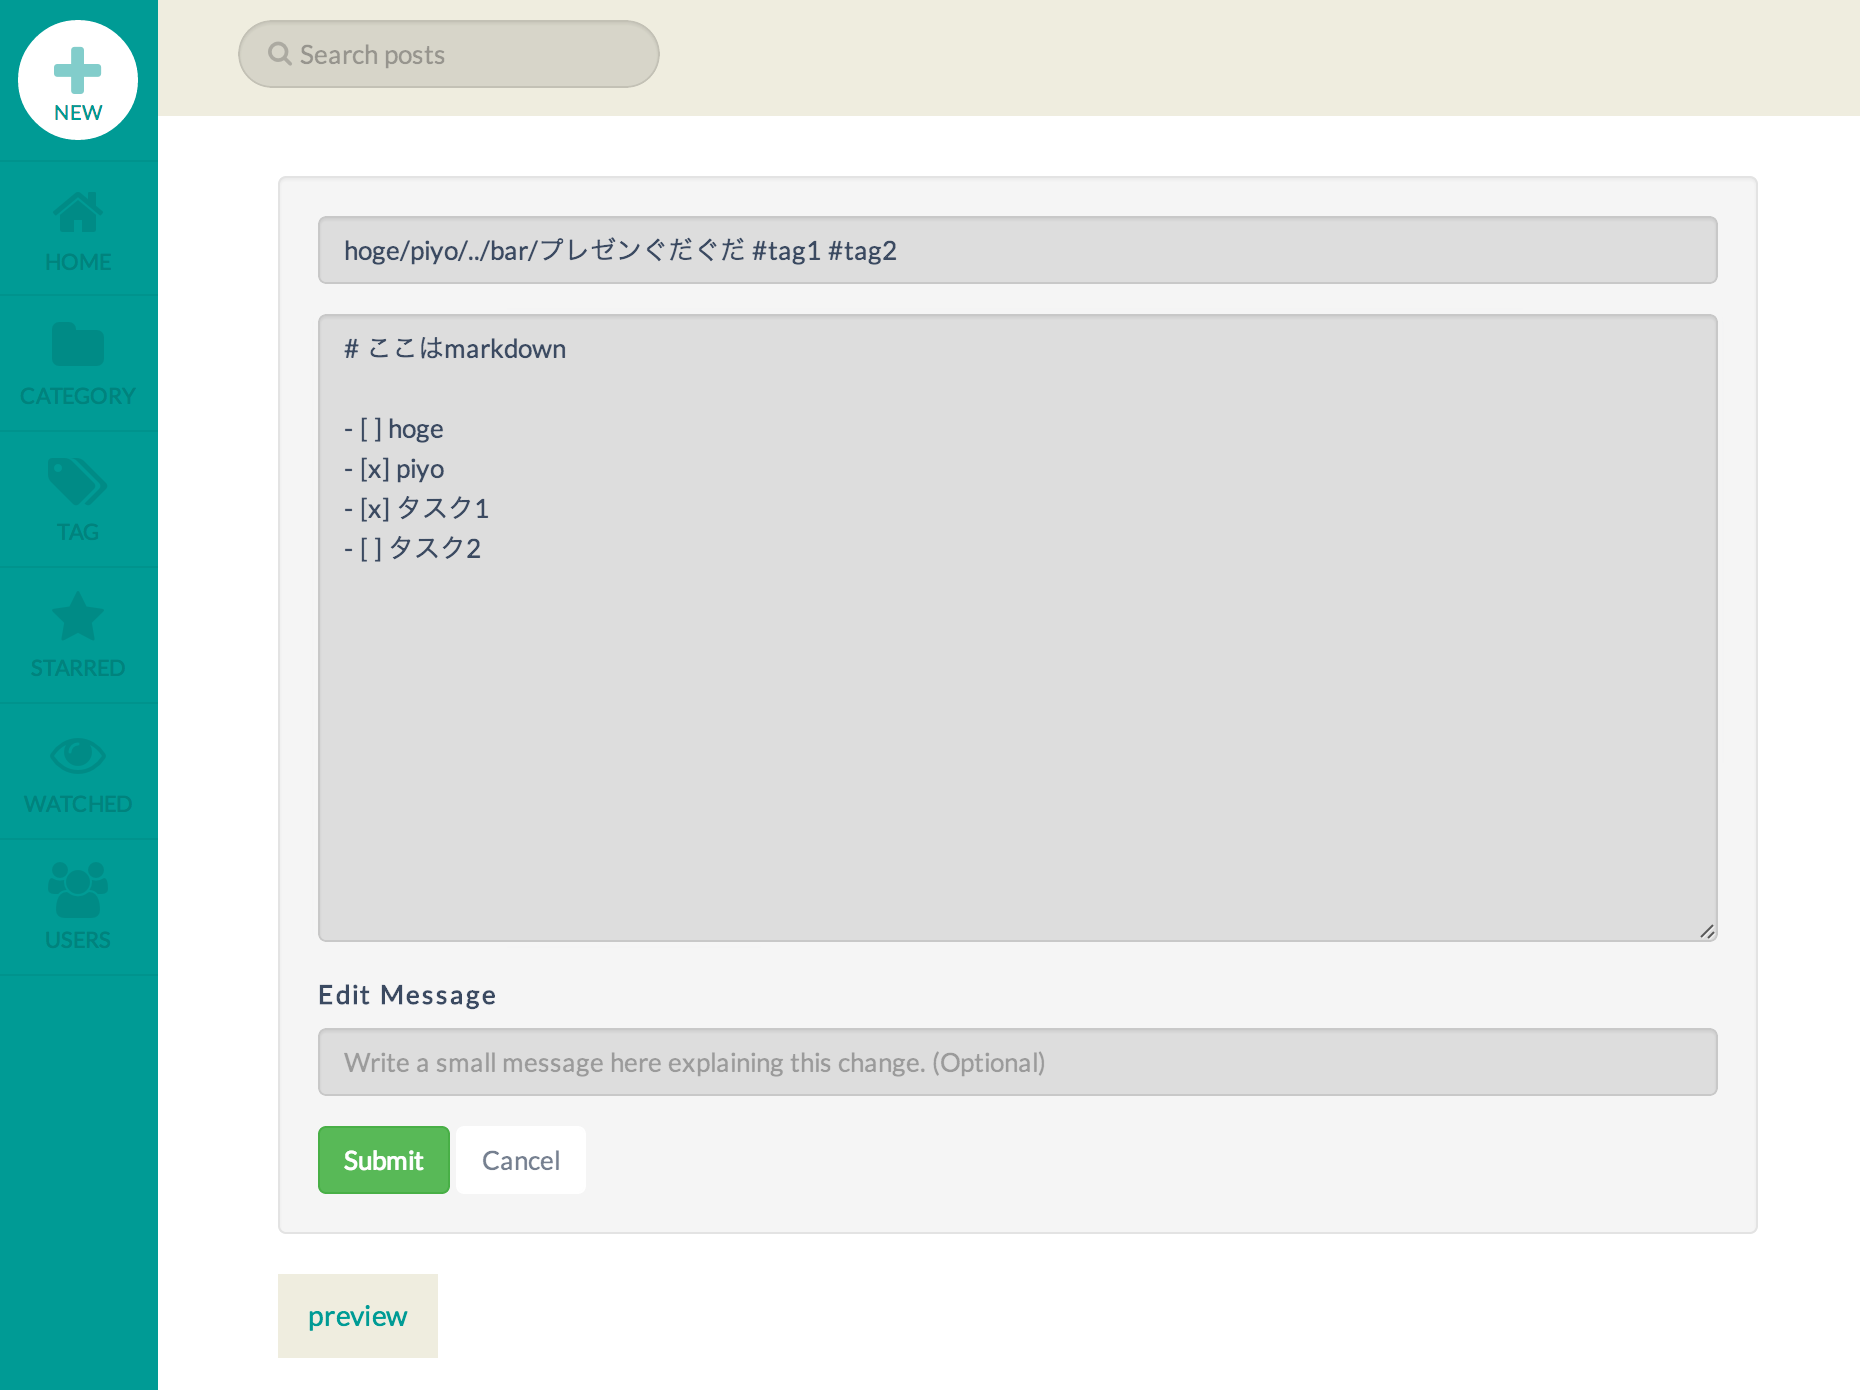 NEW
HOME
CATEGORY
TAG
STARRED
WATCHED
USERS
Search posts
hoge/piyo/../bar/プレゼンぐだぐだ #tag1 #tag2
# ここはmarkdown
- [ ] hoge
- [x] piyo
- [x] タスク1
- [ ] タスク2
Edit Message
Write a small message here explaining this change. (Optional)
Submit Cancel
preview